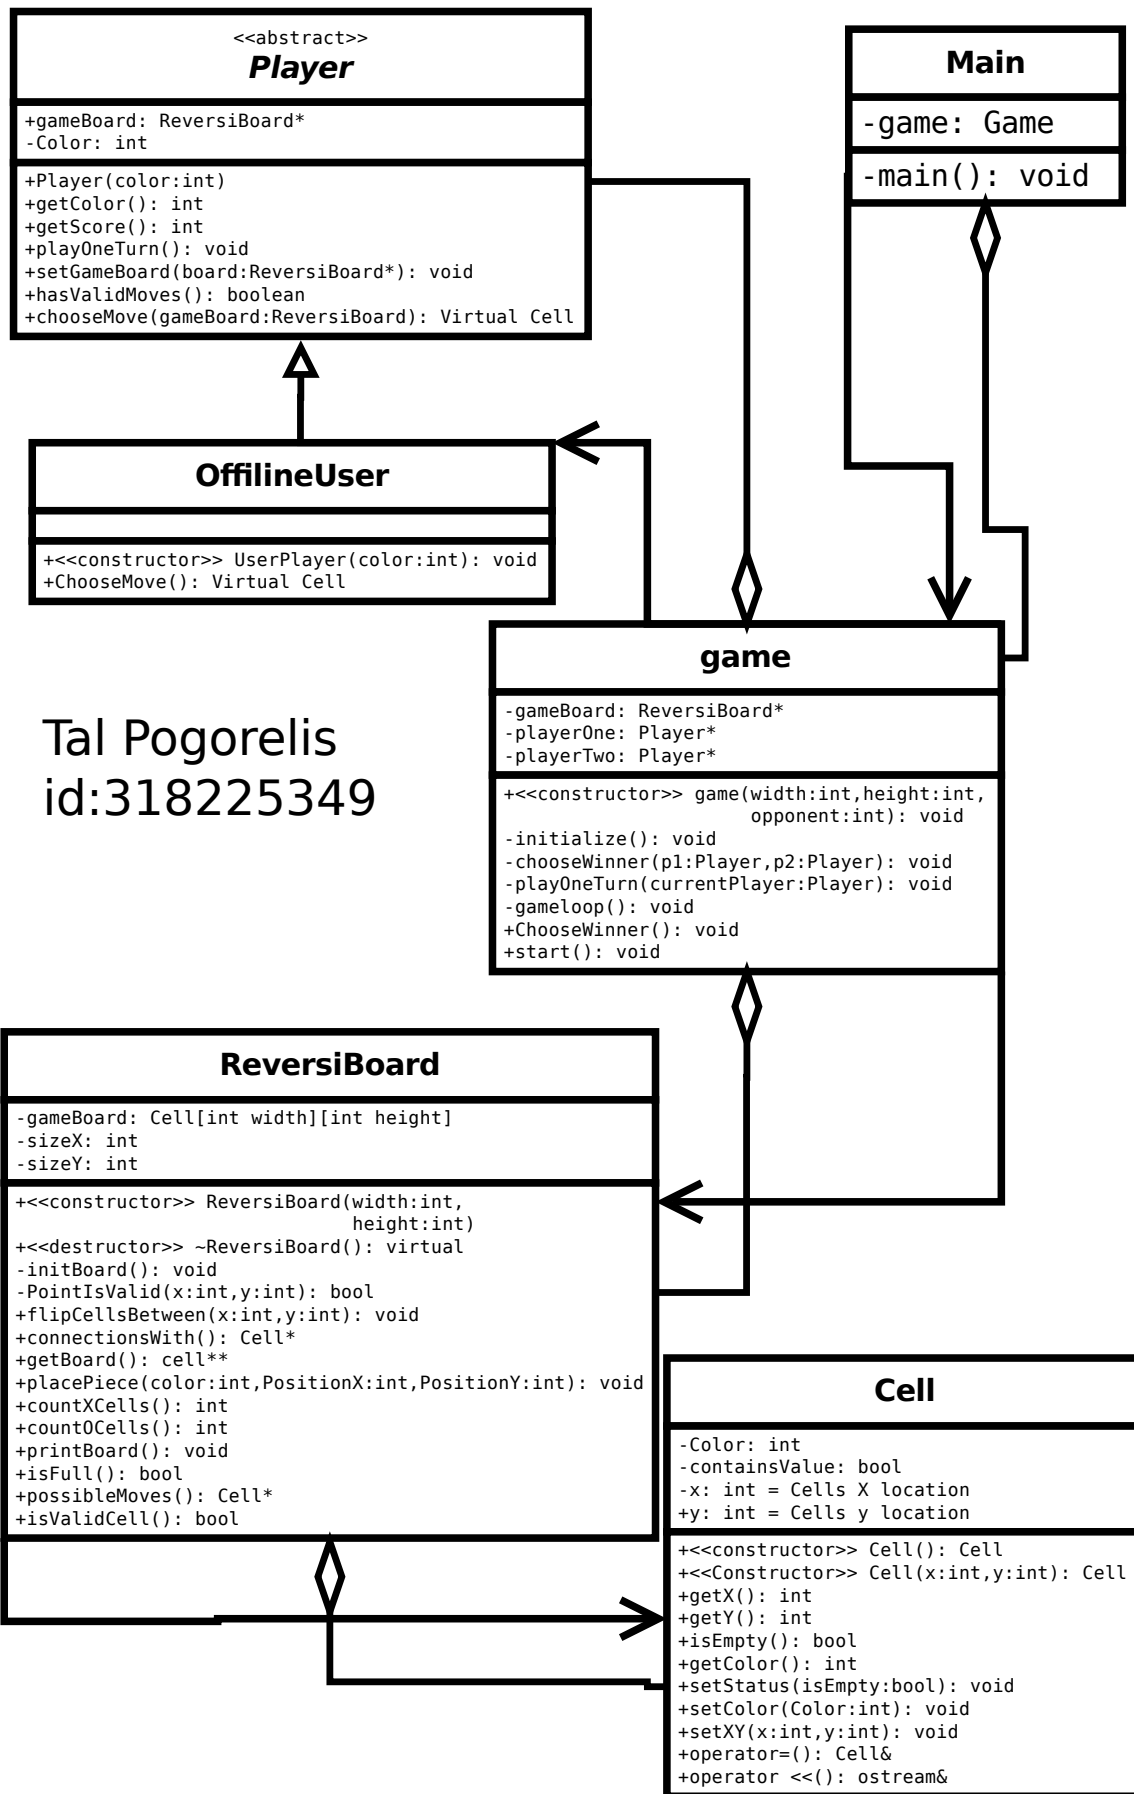 <<abstract>>
Player
+gameBoard: ReversiBoard*
-Color: int
+Player(color:int)
+getColor(): int
+getScore(): int
+playOneTurn(): void
+setGameBoard(board:ReversiBoard*): void
+hasValidMoves(): boolean
+chooseMove(gameBoard:ReversiBoard): Virtual Cell
Main
-game: Game
-main(): void
OffilineUser
+<<constructor>> UserPlayer(color:int): void
+ChooseMove(): Virtual Cell
game
-gameBoard: ReversiBoard*
-playerOne: Player*
-playerTwo: Player*
+<<constructor>> game(width:int,height:int,
opponent:int): void
-initialize(): void
-chooseWinner(p1:Player,p2:Player): void
-playOneTurn(currentPlayer:Player): void
-gameloop(): void
+ChooseWinner(): void
+start(): void
Tal Pogorelis
id:318225349
ReversiBoard
-gameBoard: Cell[int width][int height]
-sizeX: int
-sizeY: int
+<<constructor>> ReversiBoard(width:int,
height:int)
+<<destructor>> ~ReversiBoard(): virtual
-initBoard(): void
-PointIsValid(x:int,y:int): bool
+flipCellsBetween(x:int,y:int): void
+connectionsWith(): Cell*
+getBoard(): cell**
+placePiece(color:int,PositionX:int,PositionY:int): void
+countXCells(): int
+countOCells(): int
+printBoard(): void
+isFull(): bool
+possibleMoves(): Cell*
+isValidCell(): bool
Cell
-Color: int
-containsValue: bool
-x: int = Cells X location
+y: int = Cells y location
+<<constructor>> Cell(): Cell
+<<Constructor>> Cell(x:int,y:int): Cell
+getX(): int
+getY(): int
+isEmpty(): bool
+getColor(): int
+setStatus(isEmpty:bool): void
+setColor(Color:int): void
+setXY(x:int,y:int): void
+operator=(): Cell&
+operator <<(): ostream&